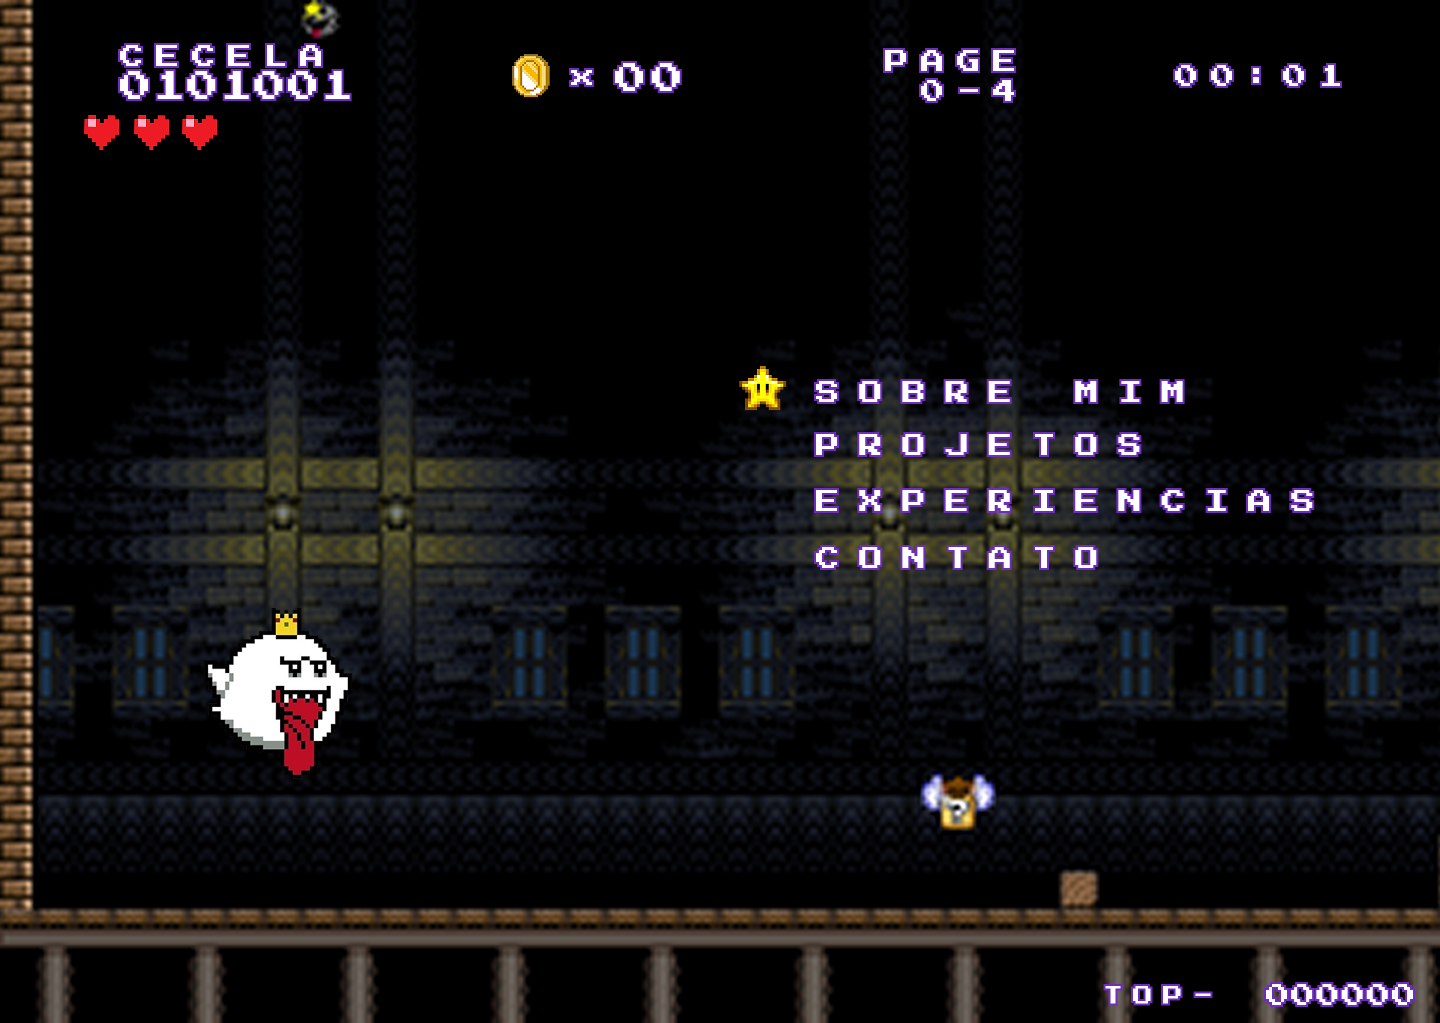 CECELA
0101001
x 00
PAGE
0-4
00:01
SOBRE MIM
PROJETOS
EXPERIENCIAS
CONTATO
?
TOP- 000000